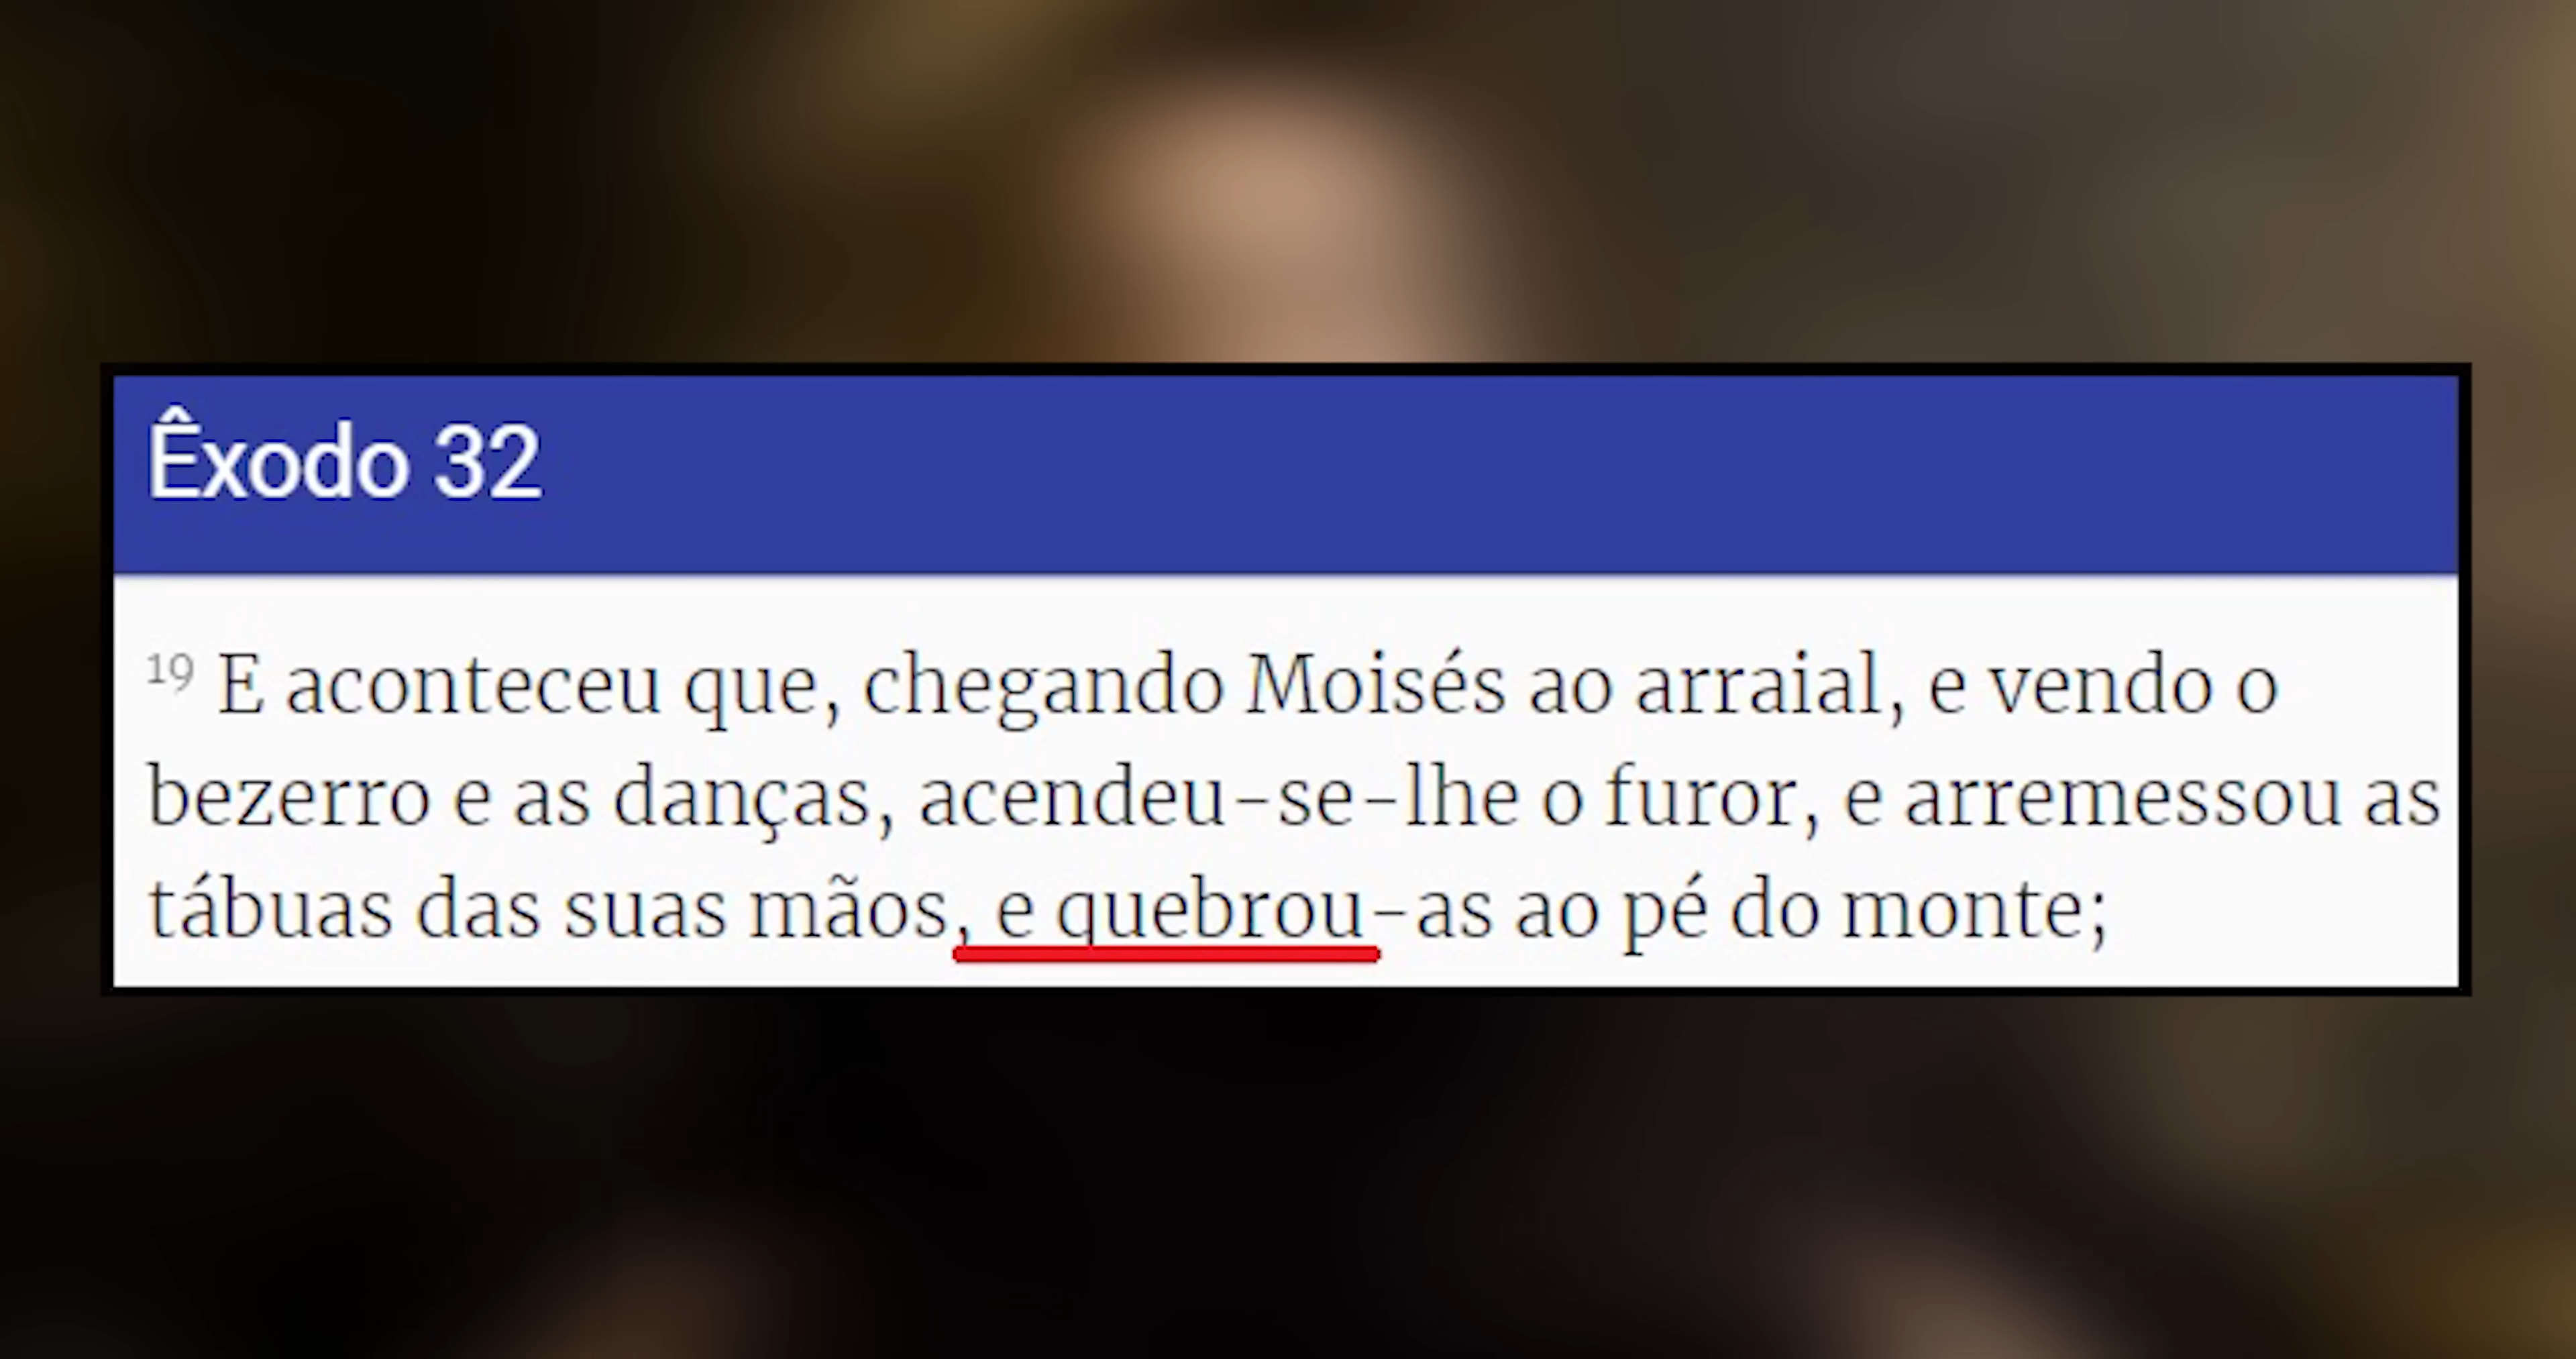 Êxodo 32
19 E aconteceu que, chegando Moisés ao arraial, e vendo o
bezerro e as danças, acendeu-se-lhe o furor, e arremessou as
tábuas das suas mãos, e quebrou-as ao pé do monte;